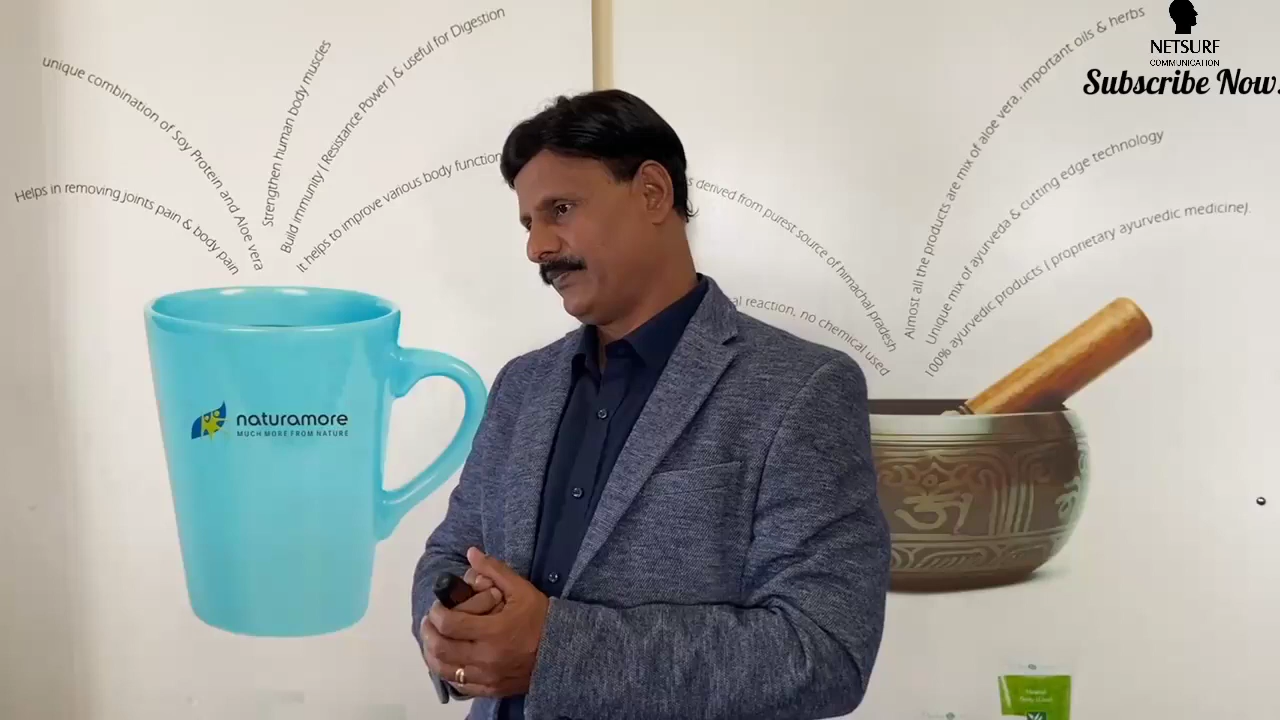 unique combination of Soy Protein and Aloe vera
Helps in removing joints pain & body pain
Strengthen human body muscles
Build immunity ( Resistance Power ) & useful for Digestion
It helps to improve various body function
naturamore
MUCH MORE FROM NATURE
derived from purest source of himachal pradesh
reaction, no chemical used
Almost all the products are mix of aloe vera, important oils & herbs
Unique mix of ayurveda & cutting edge technology
100% ayurvedic products ( proprietary ayurvedic medicine).
NETSURF
COMMUNICATION
Subscribe Now